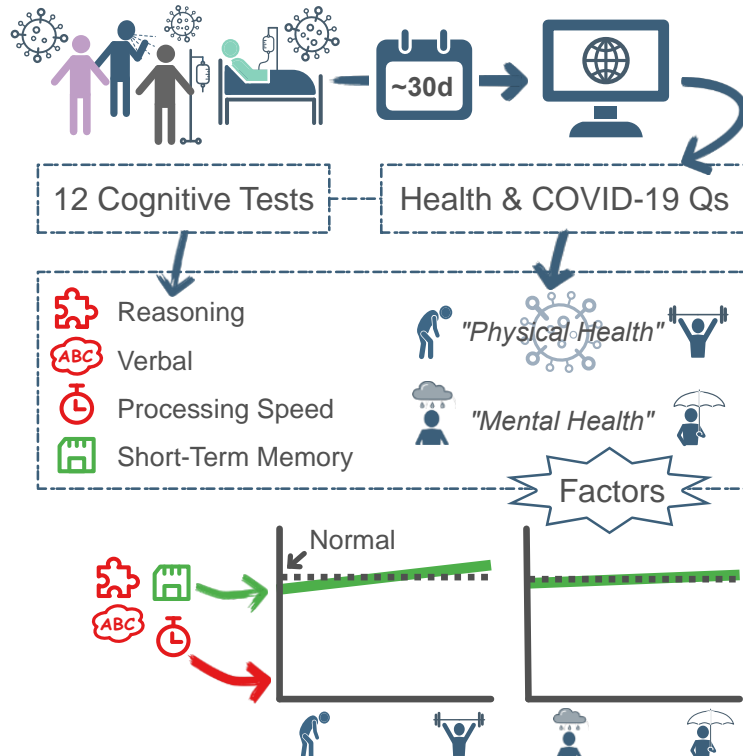 ~30d
12 Cognitive Tests
Health & COVID-19 Qs
Reasoning
"Physical Health"
ABC
Verbal
Processing Speed
"Mental Health"
Short-Term Memory
Factors
Normal
ABC